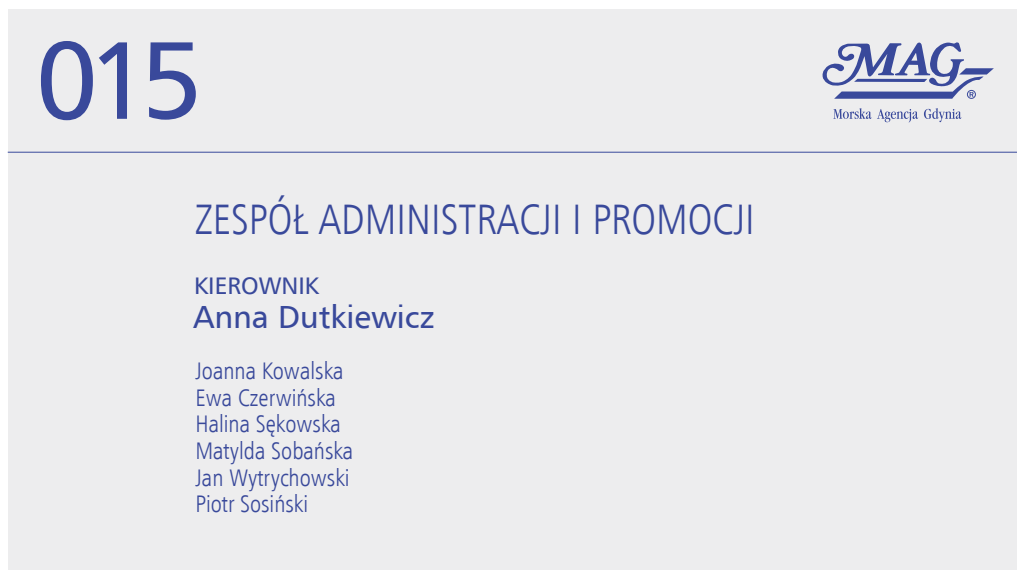 015
MAG
®
Morska Agencja Gdynia
ZESPÓŁ ADMINISTRACJI I PROMOCJI
KIEROWNIK
Anna Dutkiewicz
Joanna Kowalska
Ewa Czerwińska
Halina Sękowska
Matylda Sobańska
Jan Wytrychowski
Piotr Sosiński